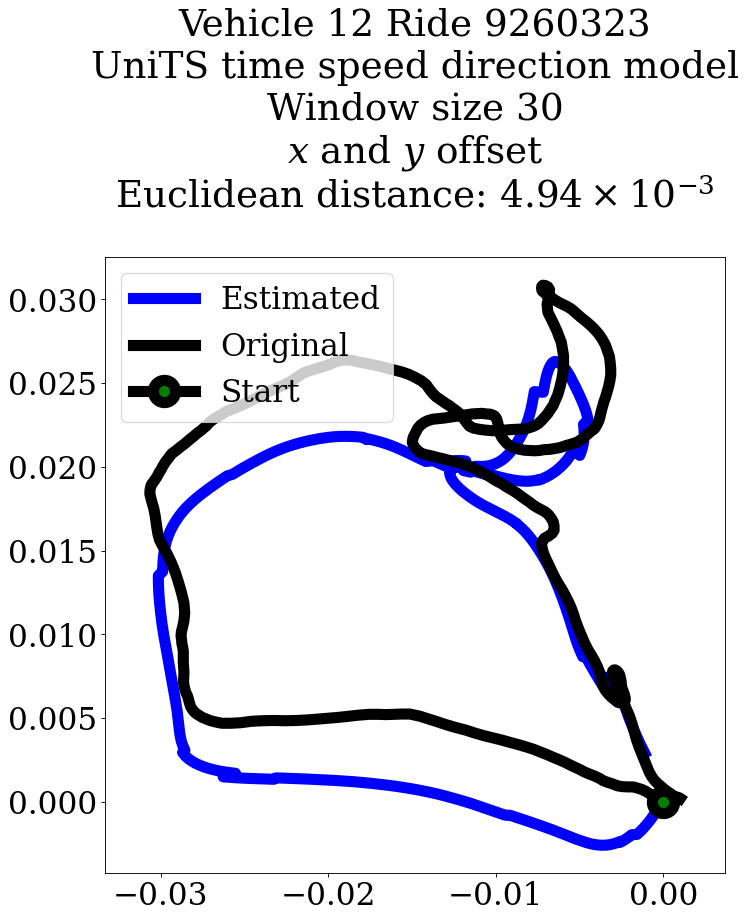 Vehicle 12 Ride 9260323
UniTS time speed direction model
Window size 30
x and y offset
Euclidean distance: 4.94 × 10⁻³
Estimated
Original
Start
0.030
0.025
0.020
0.015
0.010
0.005
0.000
−0.03 −0.02 −0.01 0.00